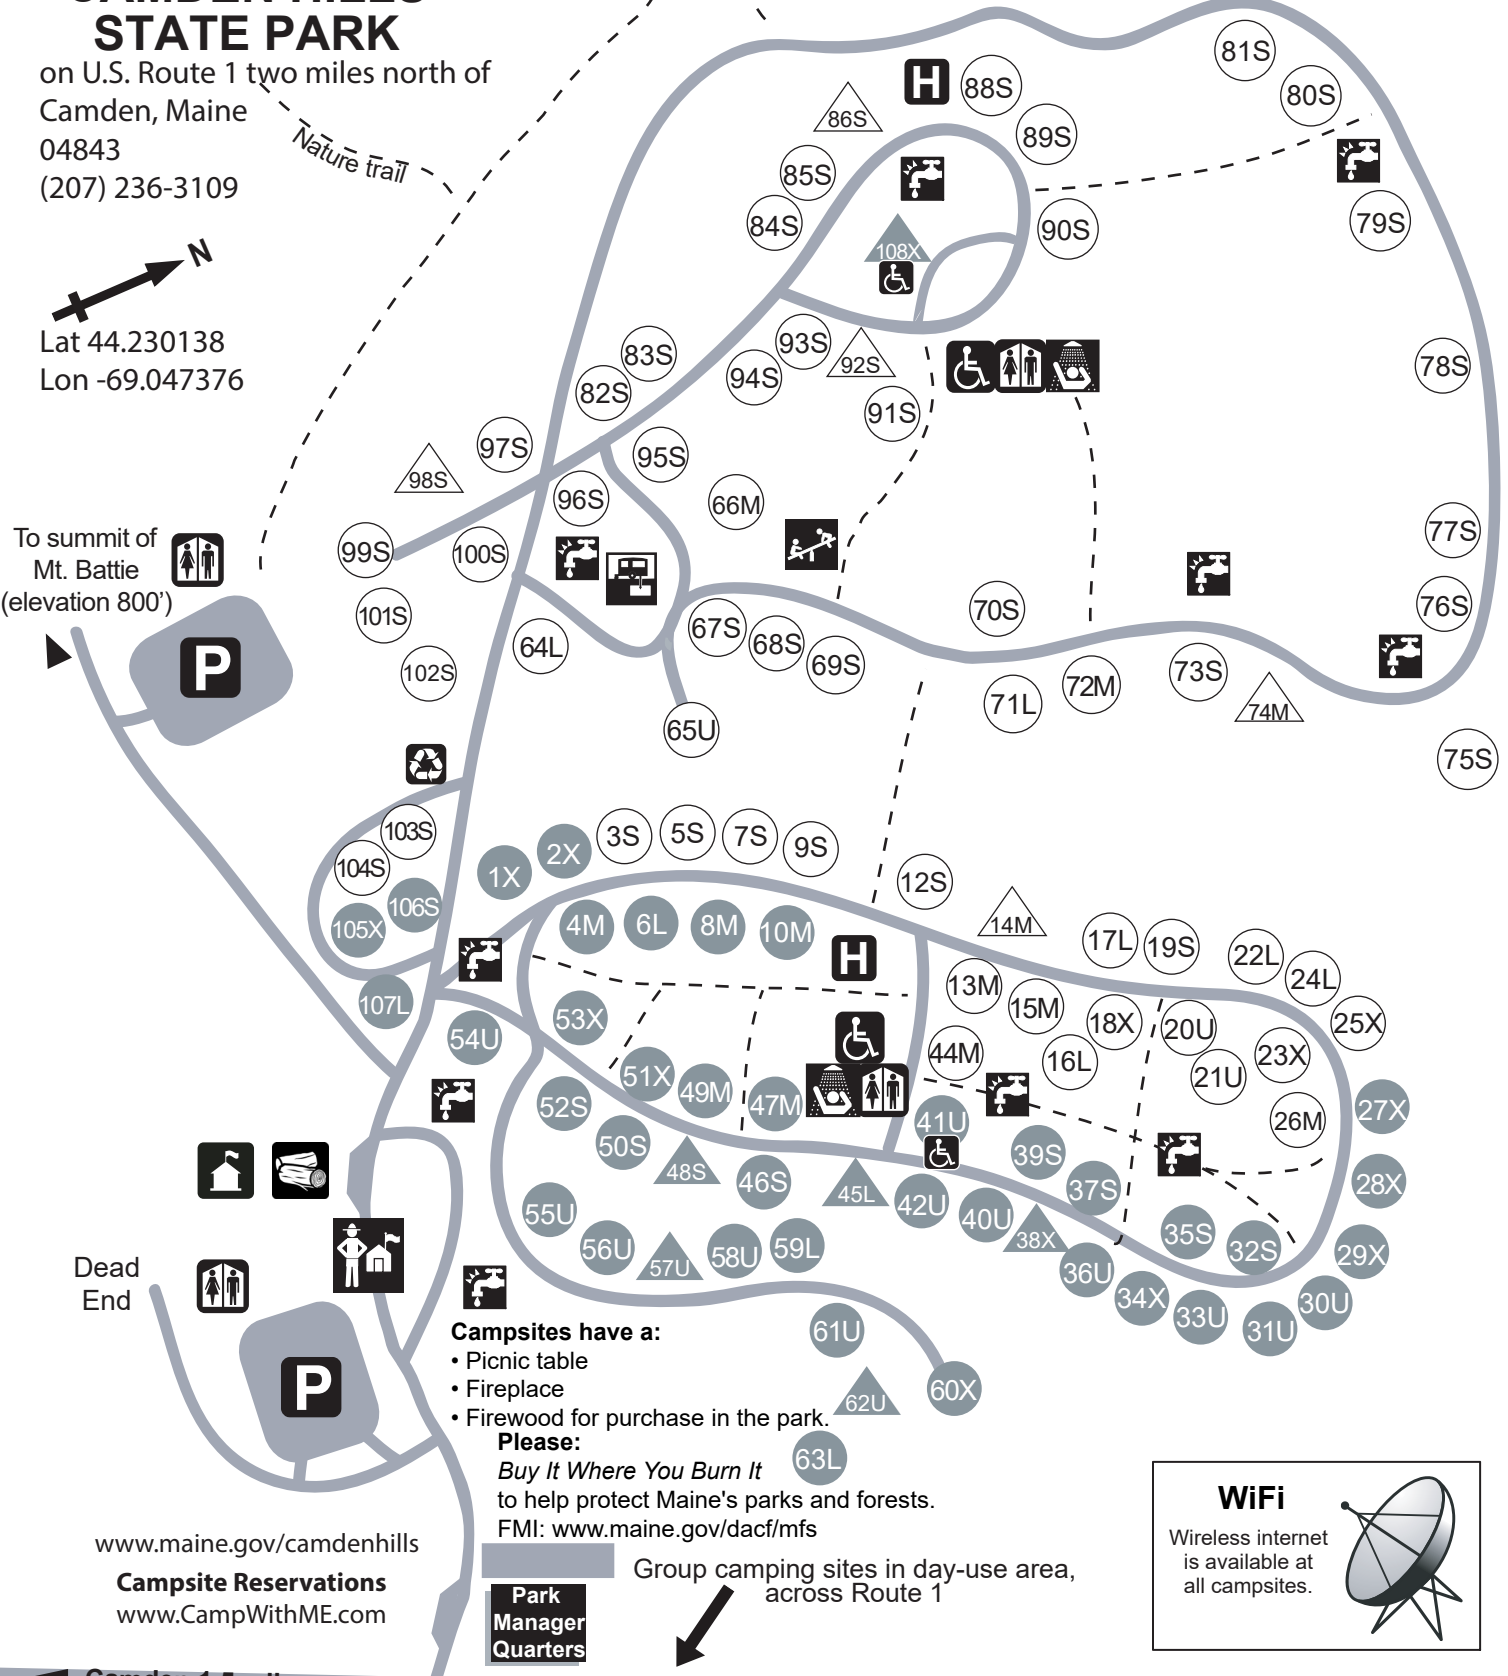 CAMDEN HILLS
STATE PARK
on U.S. Route 1 two miles north of
Camden, Maine
04843
(207) 236-3109
Nature trail
N
Lat 44.230138
Lon -69.047376
81S
80S
H
88S
86S
89S
85S
84S
90S
79S
108X
83S
93S
92S
94S
82S
91S
78S
97S
98S
95S
96S
66M
77S
99S
100S
To summit of
Mt. Battie
(elevation 800')
P
101S
102S
64L
67S
68S
69S
70S
76S
71L
72M
73S
74M
65U
75S
103S
104S
105X
106S
107L
1X
2X
3S
5S
7S
9S
12S
14M
17L
19S
22L
24L
25X
4M
6L
8M
10M
H
13M
15M
18X
20U
23X
44M
16L
21U
26M
27X
54U
53X
51X
49M
47M
41U
52S
50S
48S
46S
45L
42U
39S
37S
28X
40U
38X
35S
32S
29X
36U
34X
33U
31U
30U
55U
56U
57U
58U
59L
61U
60X
62U
63L
Dead
End
P
Campsites have a:
• Picnic table
• Fireplace
• Firewood for purchase in the park.
Please:
Buy It Where You Burn It
to help protect Maine's parks and forests.
FMI: www.maine.gov/dacf/mfs
www.maine.gov/camdenhills
Campsite Reservations
www.CampWithME.com
Park
Manager
Quarters
Group camping sites in day-use area,
across Route 1
WiFi
Wireless internet
is available at
all campsites.